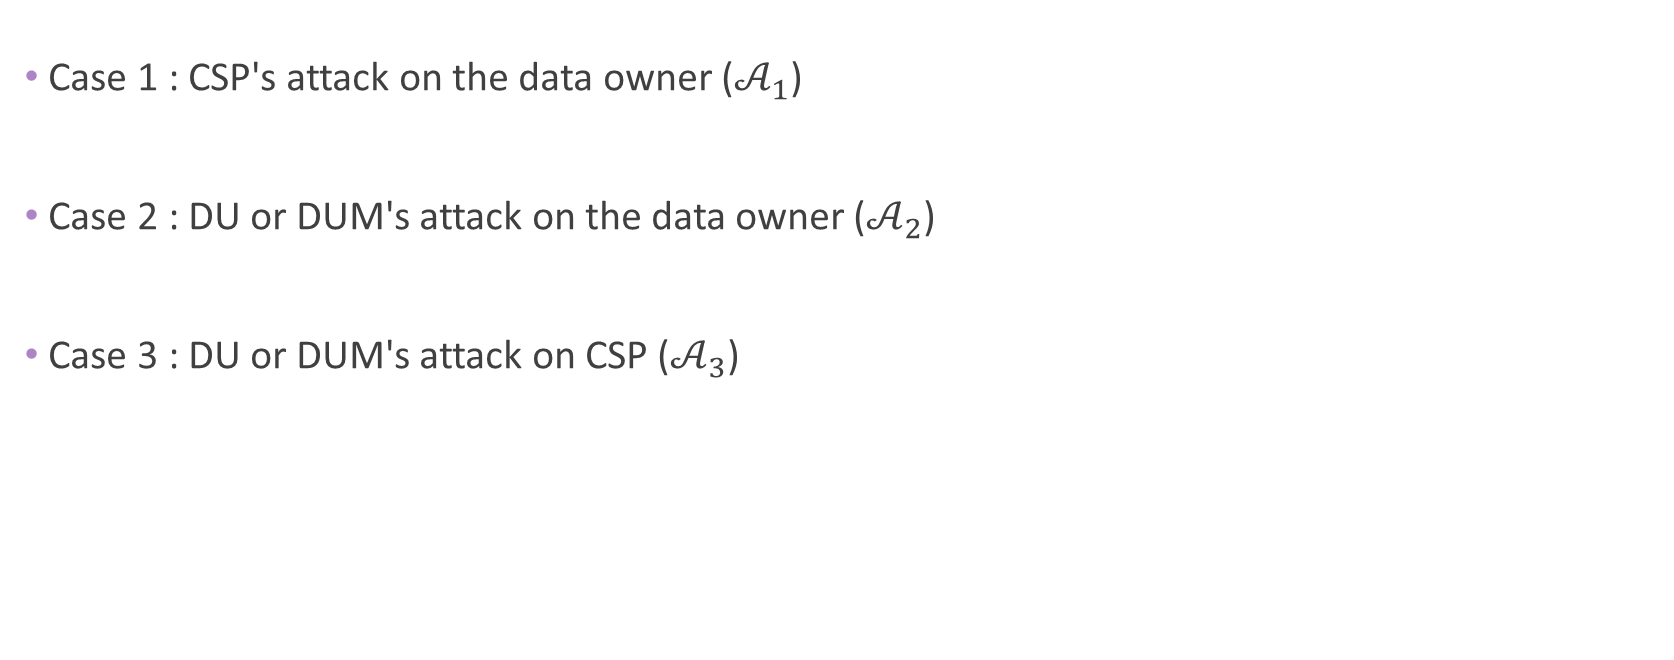 • Case 1 : CSP's attack on the data owner (𝒜₁)
• Case 2 : DU or DUM's attack on the data owner (𝒜₂)
• Case 3 : DU or DUM's attack on CSP (𝒜₃)